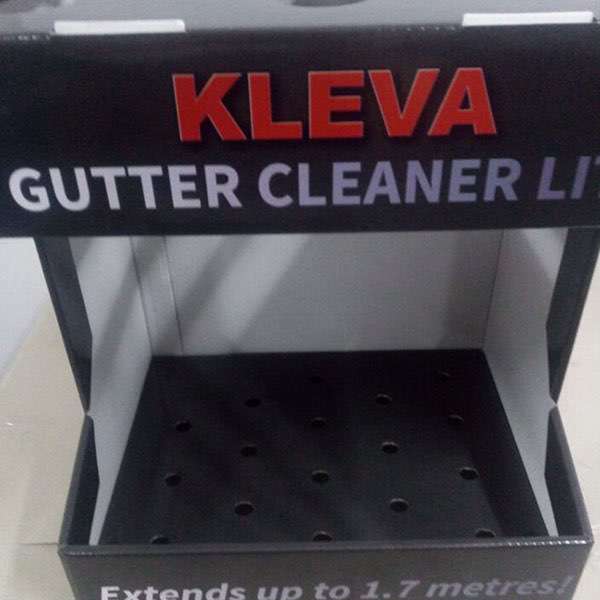 KLEVA
GUTTER CLEANER
Extends up to 1.7 metres!